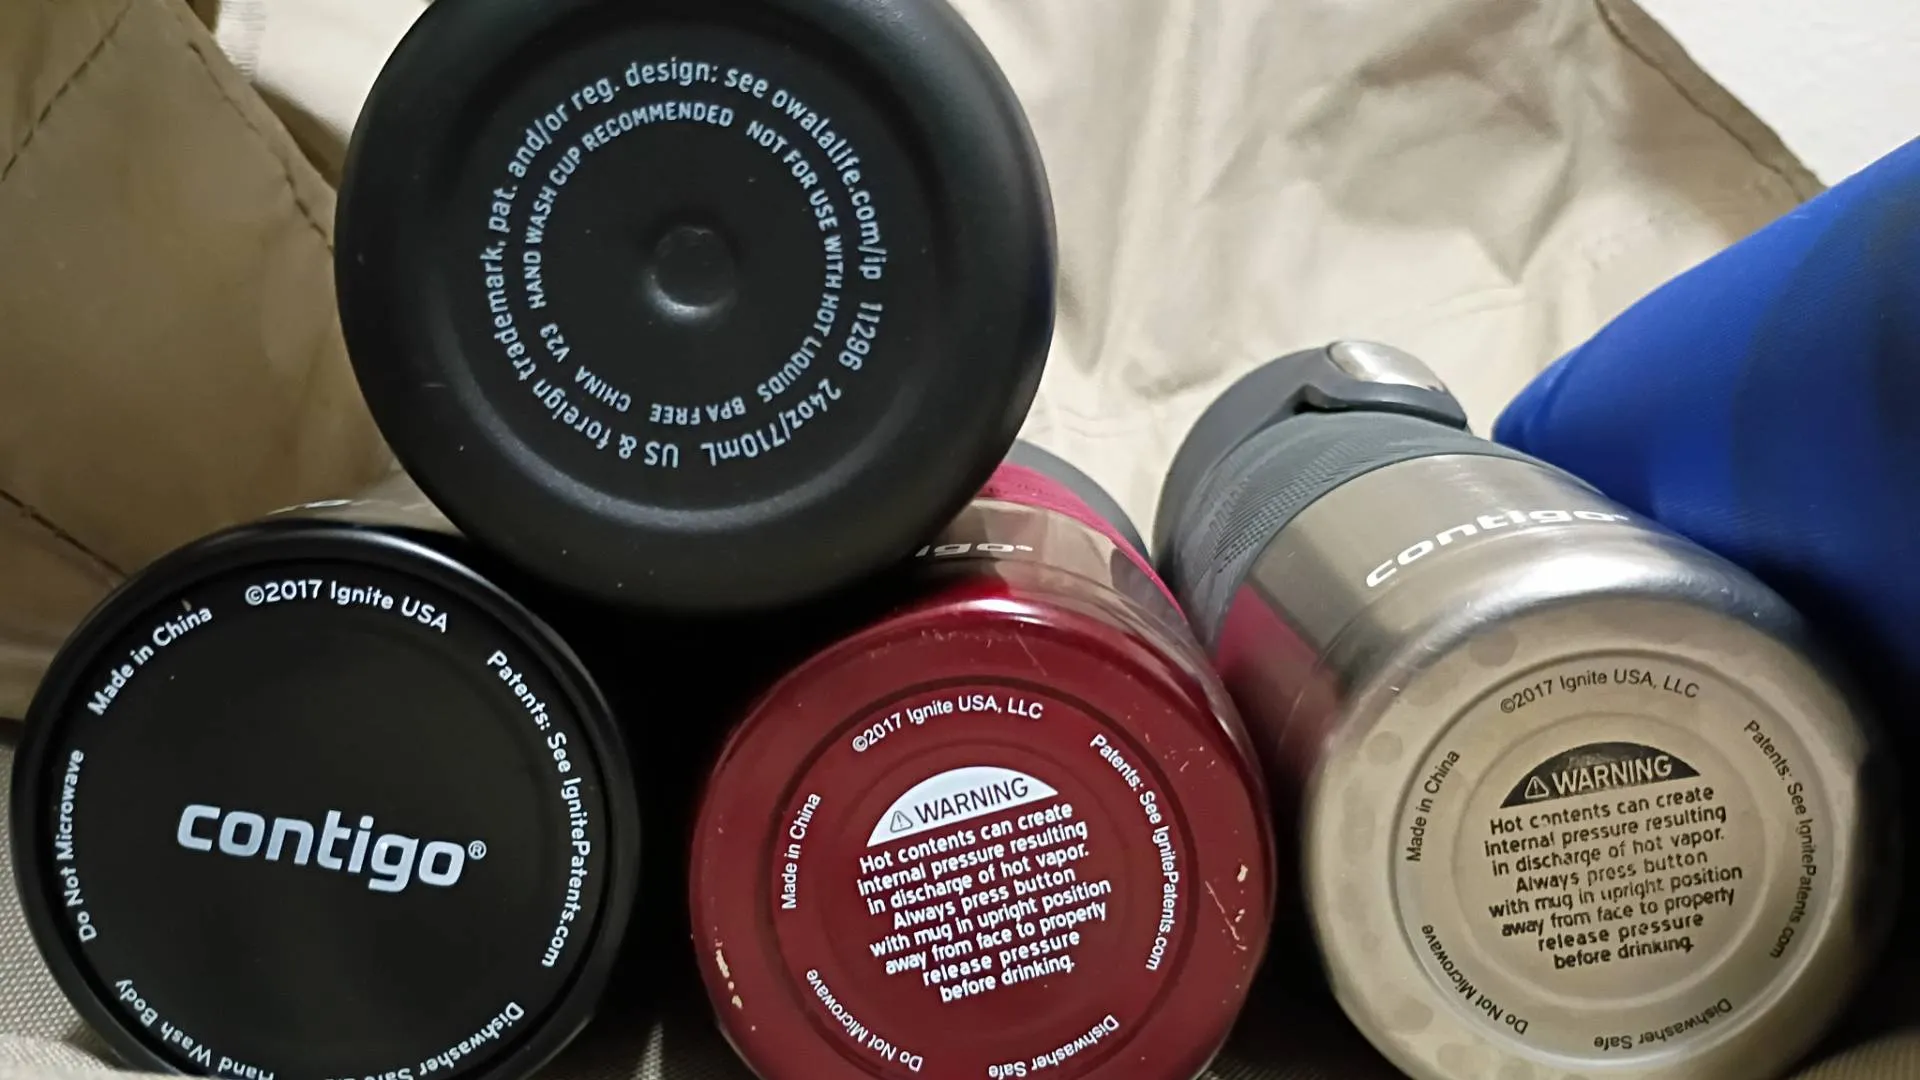 US & foreign trademark. pat. and/or reg. design: see owalalife.com/ip 11296 24oz/710mL
CHINA V23 HAND WASH CUP RECOMMENDED NOT FOR USE WITH HOT LIQUIDS BPA FREE
©2017 Ignite USA
Patents: See IgnitePatents.com
Dishwasher Safe
Hand Wash Body
Do Not Microwave
Made in China
contigo®
igo®
©2017 Ignite USA, LLC
Patents: See IgnitePatents.com
Dishwasher Safe
Do Not Microwave
Made in China
WARNING
Hot contents can create
internal pressure resulting
in discharge of hot vapor.
Always press button
with mug in upright position
away from face to properly
release pressure
before drinking.
contigo®
©2017 Ignite USA, LLC
Patents: See IgnitePatents.com
Dishwasher Safe
Do Not Microwave
Made in China
WARNING
Hot contents can create
internal pressure resulting
in discharge of hot vapor.
Always press button
with mug in upright position
away from face to properly
release pressure
before drinking.